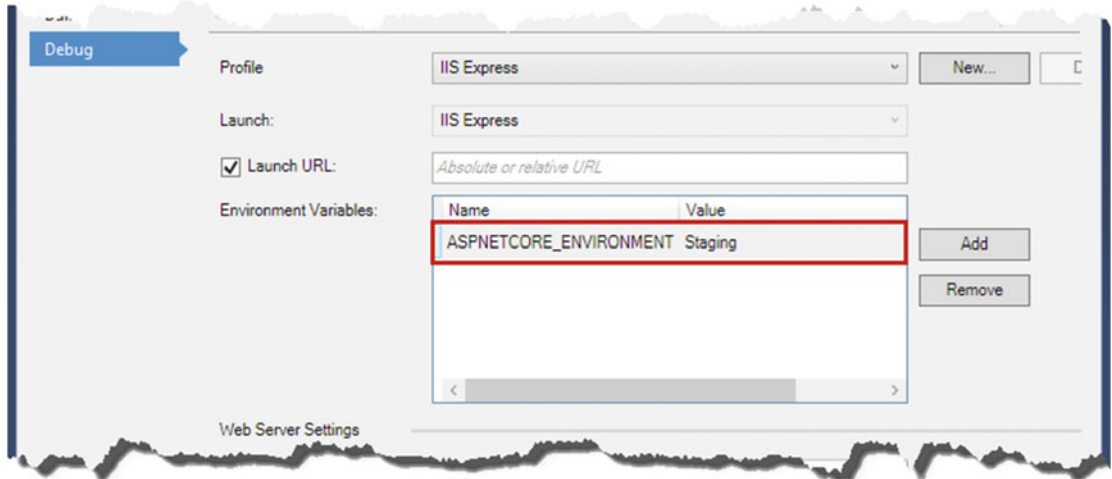 Debug
Profile IIS Express New...
Launch: IIS Express
Launch URL: Absolute or relative URL
Environment Variables: Name Value
ASPNETCORE_ENVIRONMENT Staging Add
Remove
Web Server Settings